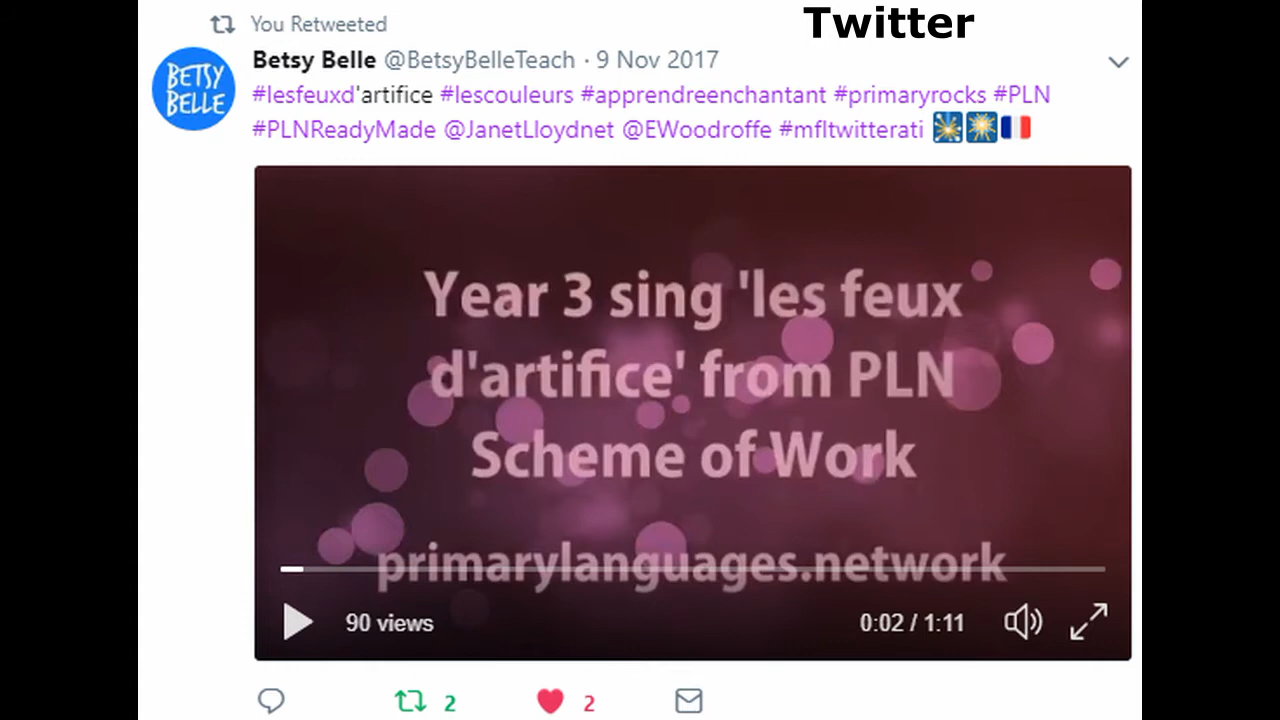 Twitter
You Retweeted
BETSY
BELLE
Betsy Belle @BetsyBelleTeach · 9 Nov 2017
#lesfeuxd'artifice #lescouleurs #apprendreenchantant #primaryrocks #PLN
#PLNReadyMade @JanetLloydnet @EWoodroffe #mfltwitterati
Year 3 sing 'les feux
d'artifice' from PLN
Scheme of Work
primarylanguages.network
90 views 0:02 / 1:11
2 2